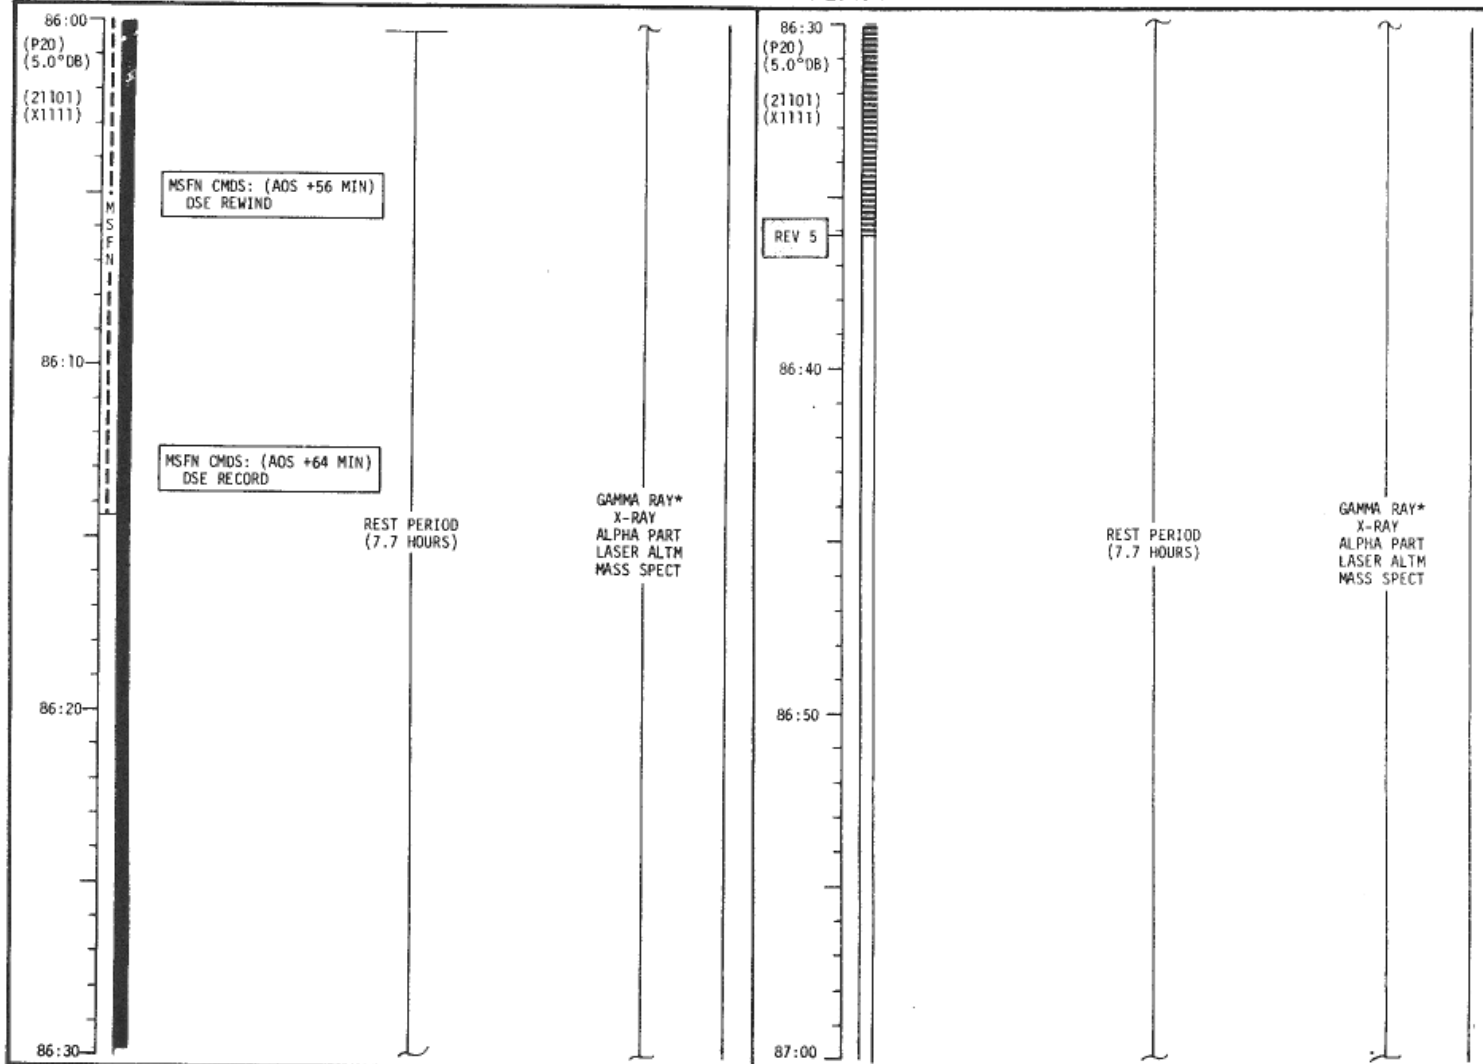 86:00
(P20)
(5.0°DB)
(21101)
(X1111)
MSFN CMDS: (AOS +56 MIN)
DSE REWIND
MSFN
86:10
MSFN CMDS: (AOS +64 MIN)
DSE RECORD
REST PERIOD
(7.7 HOURS)
GAMMA RAY*
X-RAY
ALPHA PART
LASER ALTM
MASS SPECT
86:20
86:30
86:30
(P20)
(5.0°DB)
(21101)
(X1111)
REV 5
86:40
REST PERIOD
(7.7 HOURS)
GAMMA RAY*
X-RAY
ALPHA PART
LASER ALTM
MASS SPECT
86:50
87:00